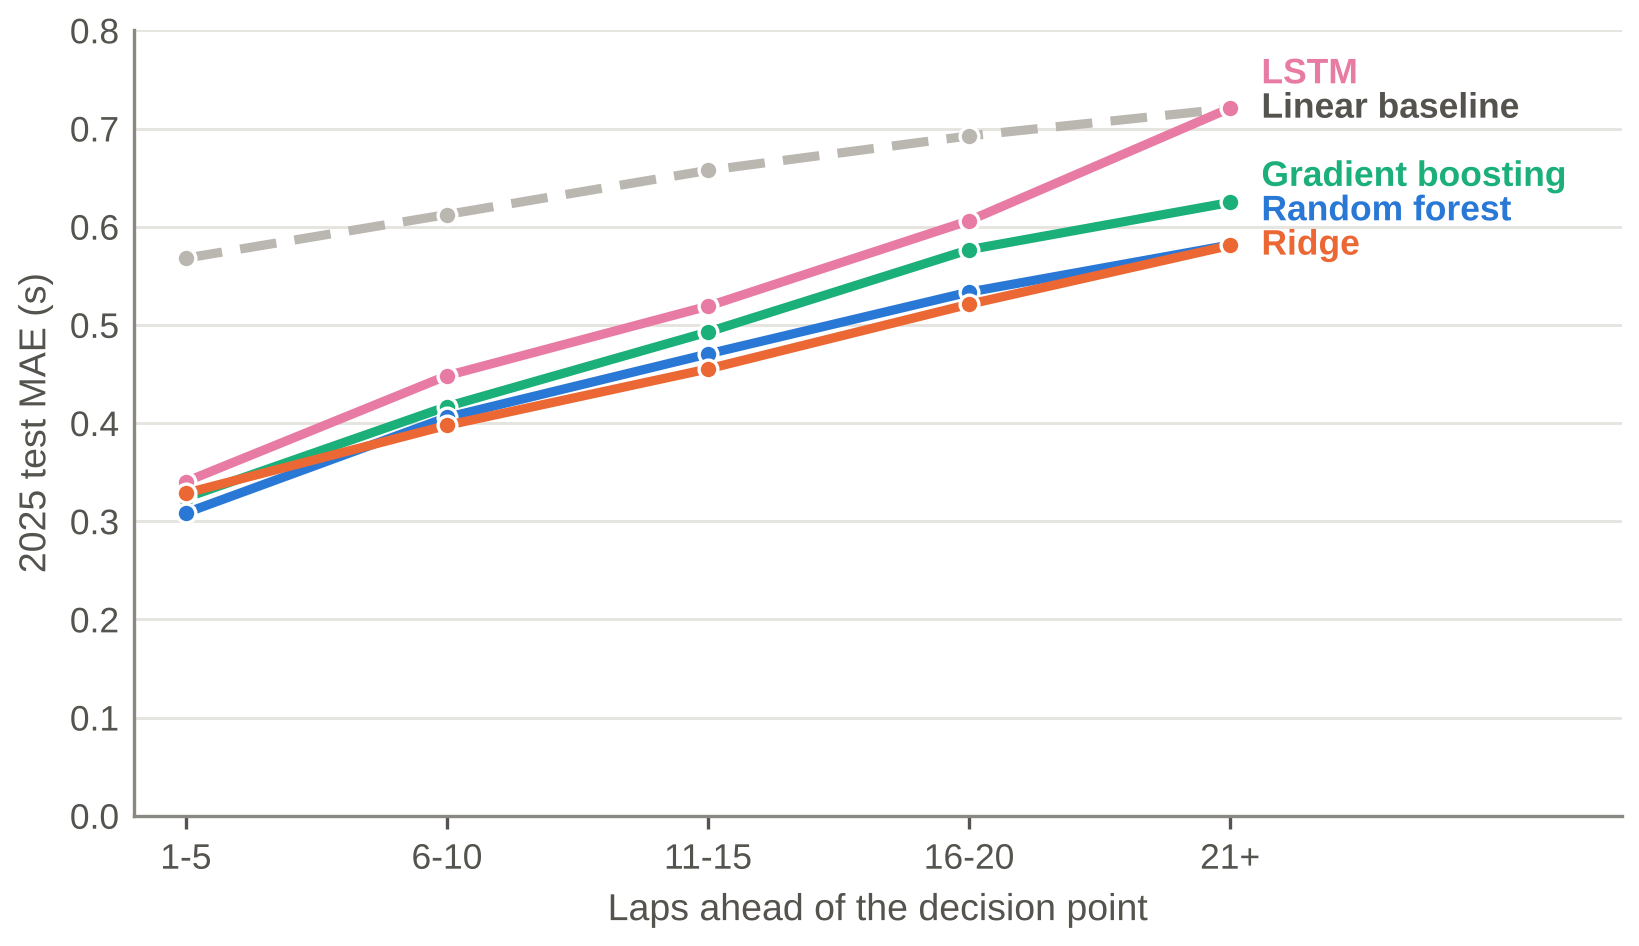 0.8
0.7
0.6
0.5
0.4
0.3
0.2
0.1
0.0
2025 test MAE (s)
LSTM
Linear baseline
Gradient boosting
Random forest
Ridge
1-5
6-10
11-15
16-20
21+
Laps ahead of the decision point